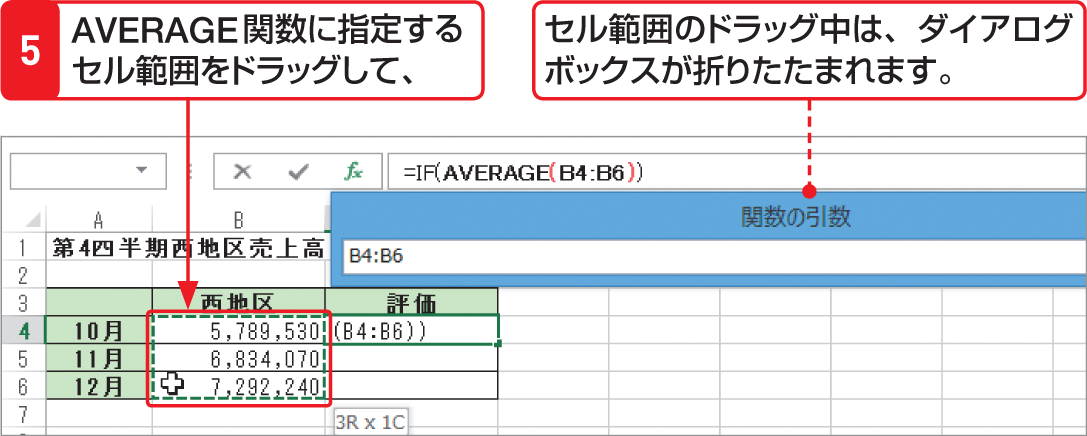 5
AVERAGE関数に指定する
セル範囲をドラッグして、
セル範囲のドラッグ中は、ダイアログ
ボックスが折りたたまれます。
fx
=IF(AVERAGE(B4:B6))
関数の引数
B4:B6
A B
1 第4四半期西地区売上高
2
3 西地区 評価
4 10月 5,789,530 (B4:B6))
5 11月 6,834,070
6 12月 7,292,240
7
3R x 1C